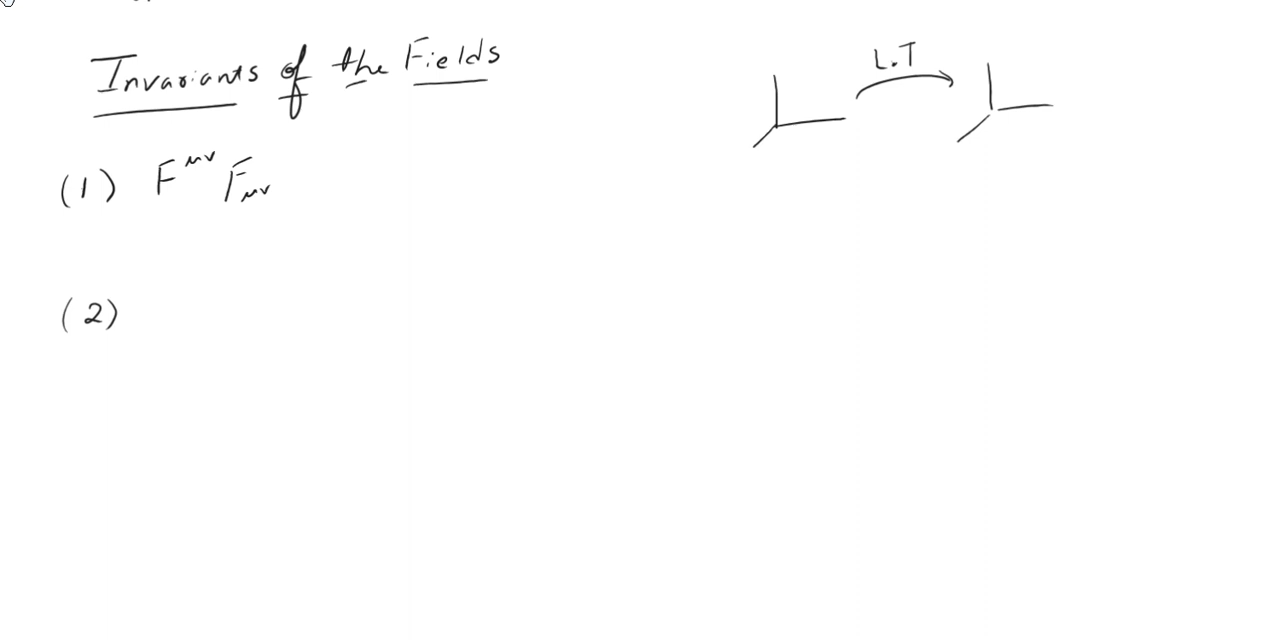 Invariants of the Fields
L.T
(1) F^μν F_μν
(2)